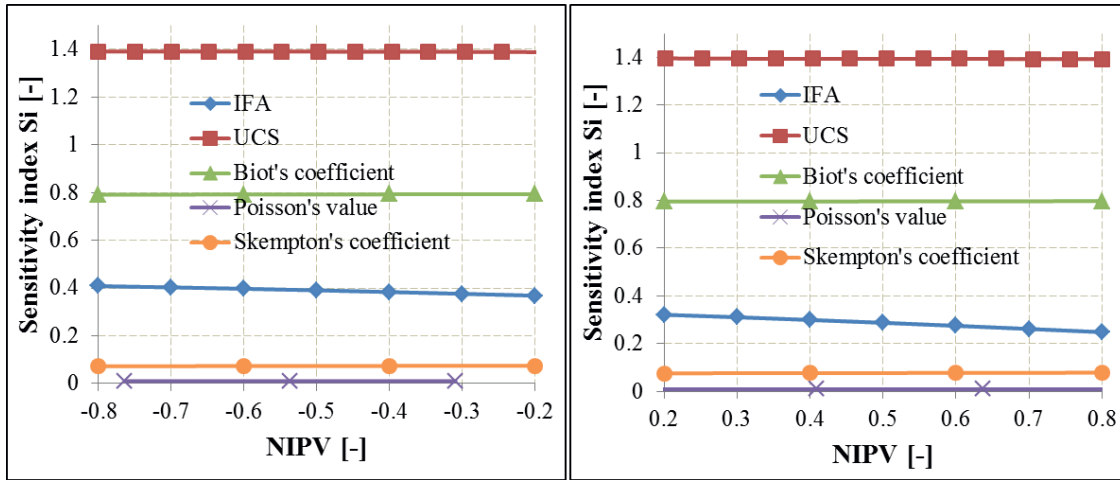 Sensitivity index Si [-]
1.4
1.2
1
0.8
0.6
0.4
0.2
0
IFA
UCS
Biot's coefficient
Poisson's value
Skempton's coefficient
-0.8 -0.7 -0.6 -0.5 -0.4 -0.3 -0.2
NIPV [-]
Sensitivity index Si [-]
1.4
1.2
1
0.8
0.6
0.4
0.2
0
IFA
UCS
Biot's coefficient
Poisson's value
Skempton's coefficient
0.2 0.3 0.4 0.5 0.6 0.7 0.8
NIPV [-]